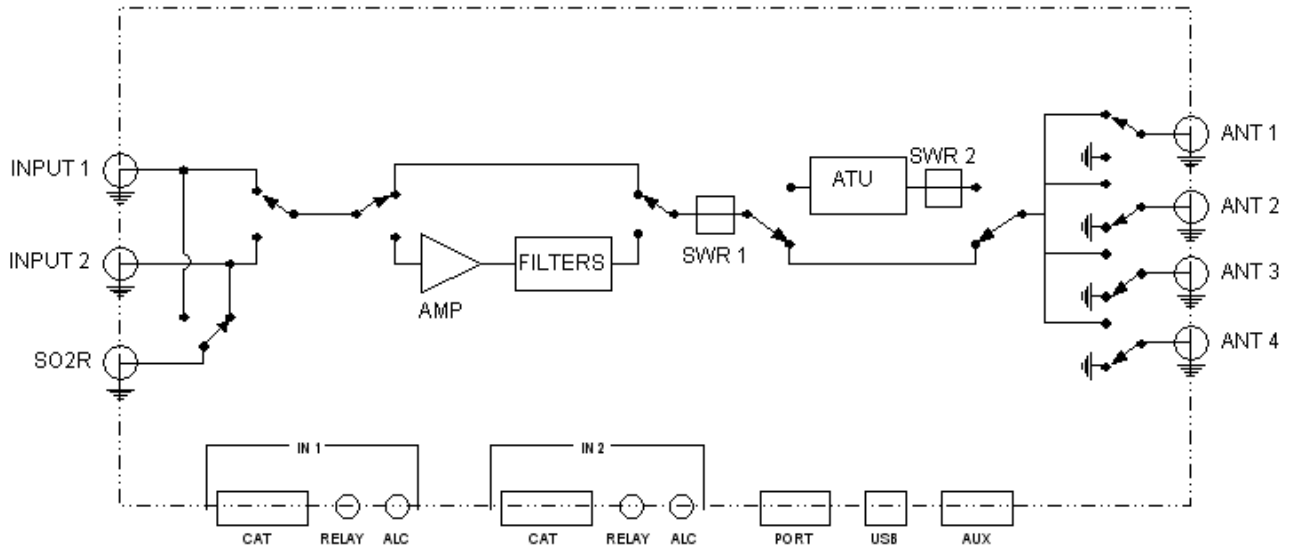 INPUT 1
INPUT 2
SO2R
AMP
FILTERS
SWR 1
ATU
SWR 2
ANT 1
ANT 2
ANT 3
ANT 4
IN 1
IN 2
CAT
RELAY
ALC
CAT
RELAY
ALC
PORT
USB
AUX